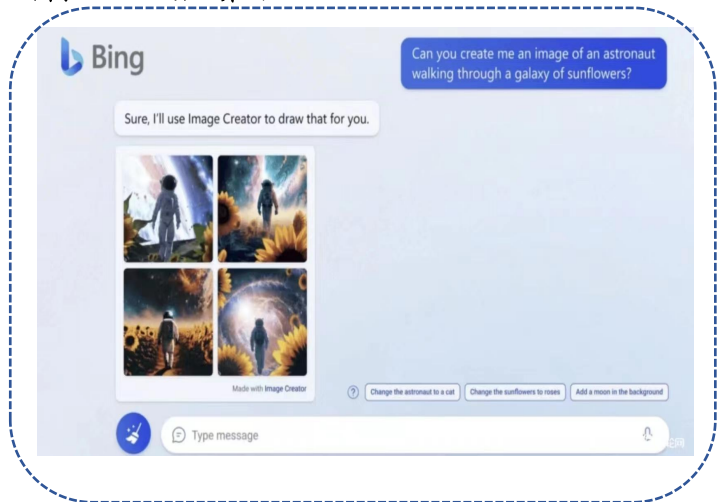 Bing
Can you create me an image of an astronaut
walking through a galaxy of sunflowers?
Sure, I'll use Image Creator to draw that for you.
Made with Image Creator
?
Change the astronaut to a cat
Change the sunflowers to roses
Add a moon in the background
Type message